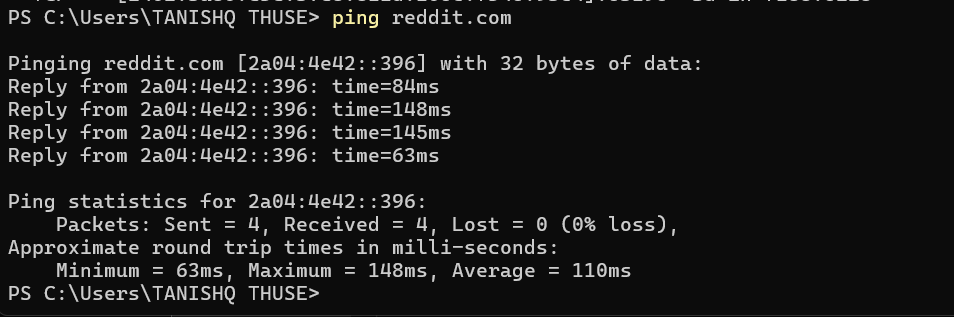 PS C:\Users\TANISHQ THUSE> ping reddit.com
Pinging reddit.com [2a04:4e42::396] with 32 bytes of data:
Reply from 2a04:4e42::396: time=84ms
Reply from 2a04:4e42::396: time=148ms
Reply from 2a04:4e42::396: time=145ms
Reply from 2a04:4e42::396: time=63ms
Ping statistics for 2a04:4e42::396:
    Packets: Sent = 4, Received = 4, Lost = 0 (0% loss),
Approximate round trip times in milli-seconds:
    Minimum = 63ms, Maximum = 148ms, Average = 110ms
PS C:\Users\TANISHQ THUSE>